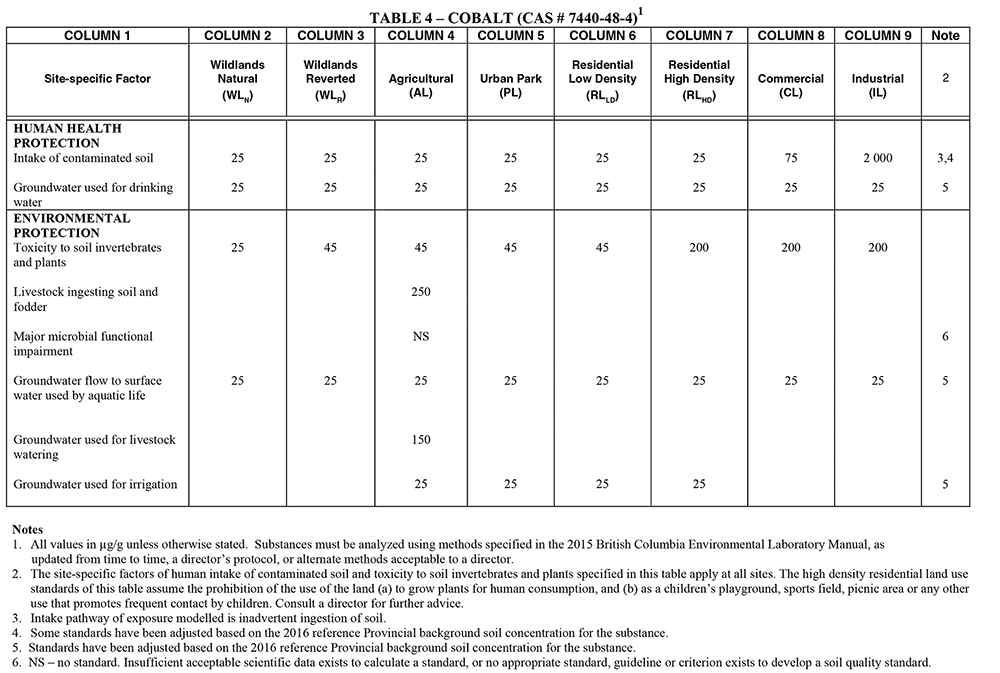 TABLE 4 – COBALT (CAS # 7440-48-4)1
COLUMN 1 COLUMN 2 COLUMN 3 COLUMN 4 COLUMN 5 COLUMN 6 COLUMN 7 COLUMN 8 COLUMN 9 Note
Site-specific Factor Wildlands Natural (WLN) Wildlands Reverted (WLR) Agricultural (AL) Urban Park (PL) Residential Low Density (RLLD) Residential High Density (RLHD) Commercial (CL) Industrial (IL) 2
HUMAN HEALTH
PROTECTION
Intake of contaminated soil 25 25 25 25 25 25 75 2 000 3,4
Groundwater used for drinking 25 25 25 25 25 25 25 25 5
water
ENVIRONMENTAL
PROTECTION
Toxicity to soil invertebrates 25 45 45 45 45 200 200 200
and plants
Livestock ingesting soil and 250
fodder
Major microbial functional NS 6
impairment
Groundwater flow to surface 25 25 25 25 25 25 25 25 5
water used by aquatic life
Groundwater used for livestock 150
watering
Groundwater used for irrigation 25 25 25 25 5
Notes
1. All values in µg/g unless otherwise stated. Substances must be analyzed using methods specified in the 2015 British Columbia Environmental Laboratory Manual, as
updated from time to time, a director's protocol, or alternate methods acceptable to a director.
2. The site-specific factors of human intake of contaminated soil and toxicity to soil invertebrates and plants specified in this table apply at all sites. The high density residential land use
standards of this table assume the prohibition of the use of the land (a) to grow plants for human consumption, and (b) as a children's playground, sports field, picnic area or any other
use that promotes frequent contact by children. Consult a director for further advice.
3. Intake pathway of exposure modelled is inadvertent ingestion of soil.
4. Some standards have been adjusted based on the 2016 reference Provincial background soil concentration for the substance.
5. Standards have been adjusted based on the 2016 reference Provincial background soil concentration for the substance.
6. NS – no standard. Insufficient acceptable scientific data exists to calculate a standard, or no appropriate standard, guideline or criterion exists to develop a soil quality standard.